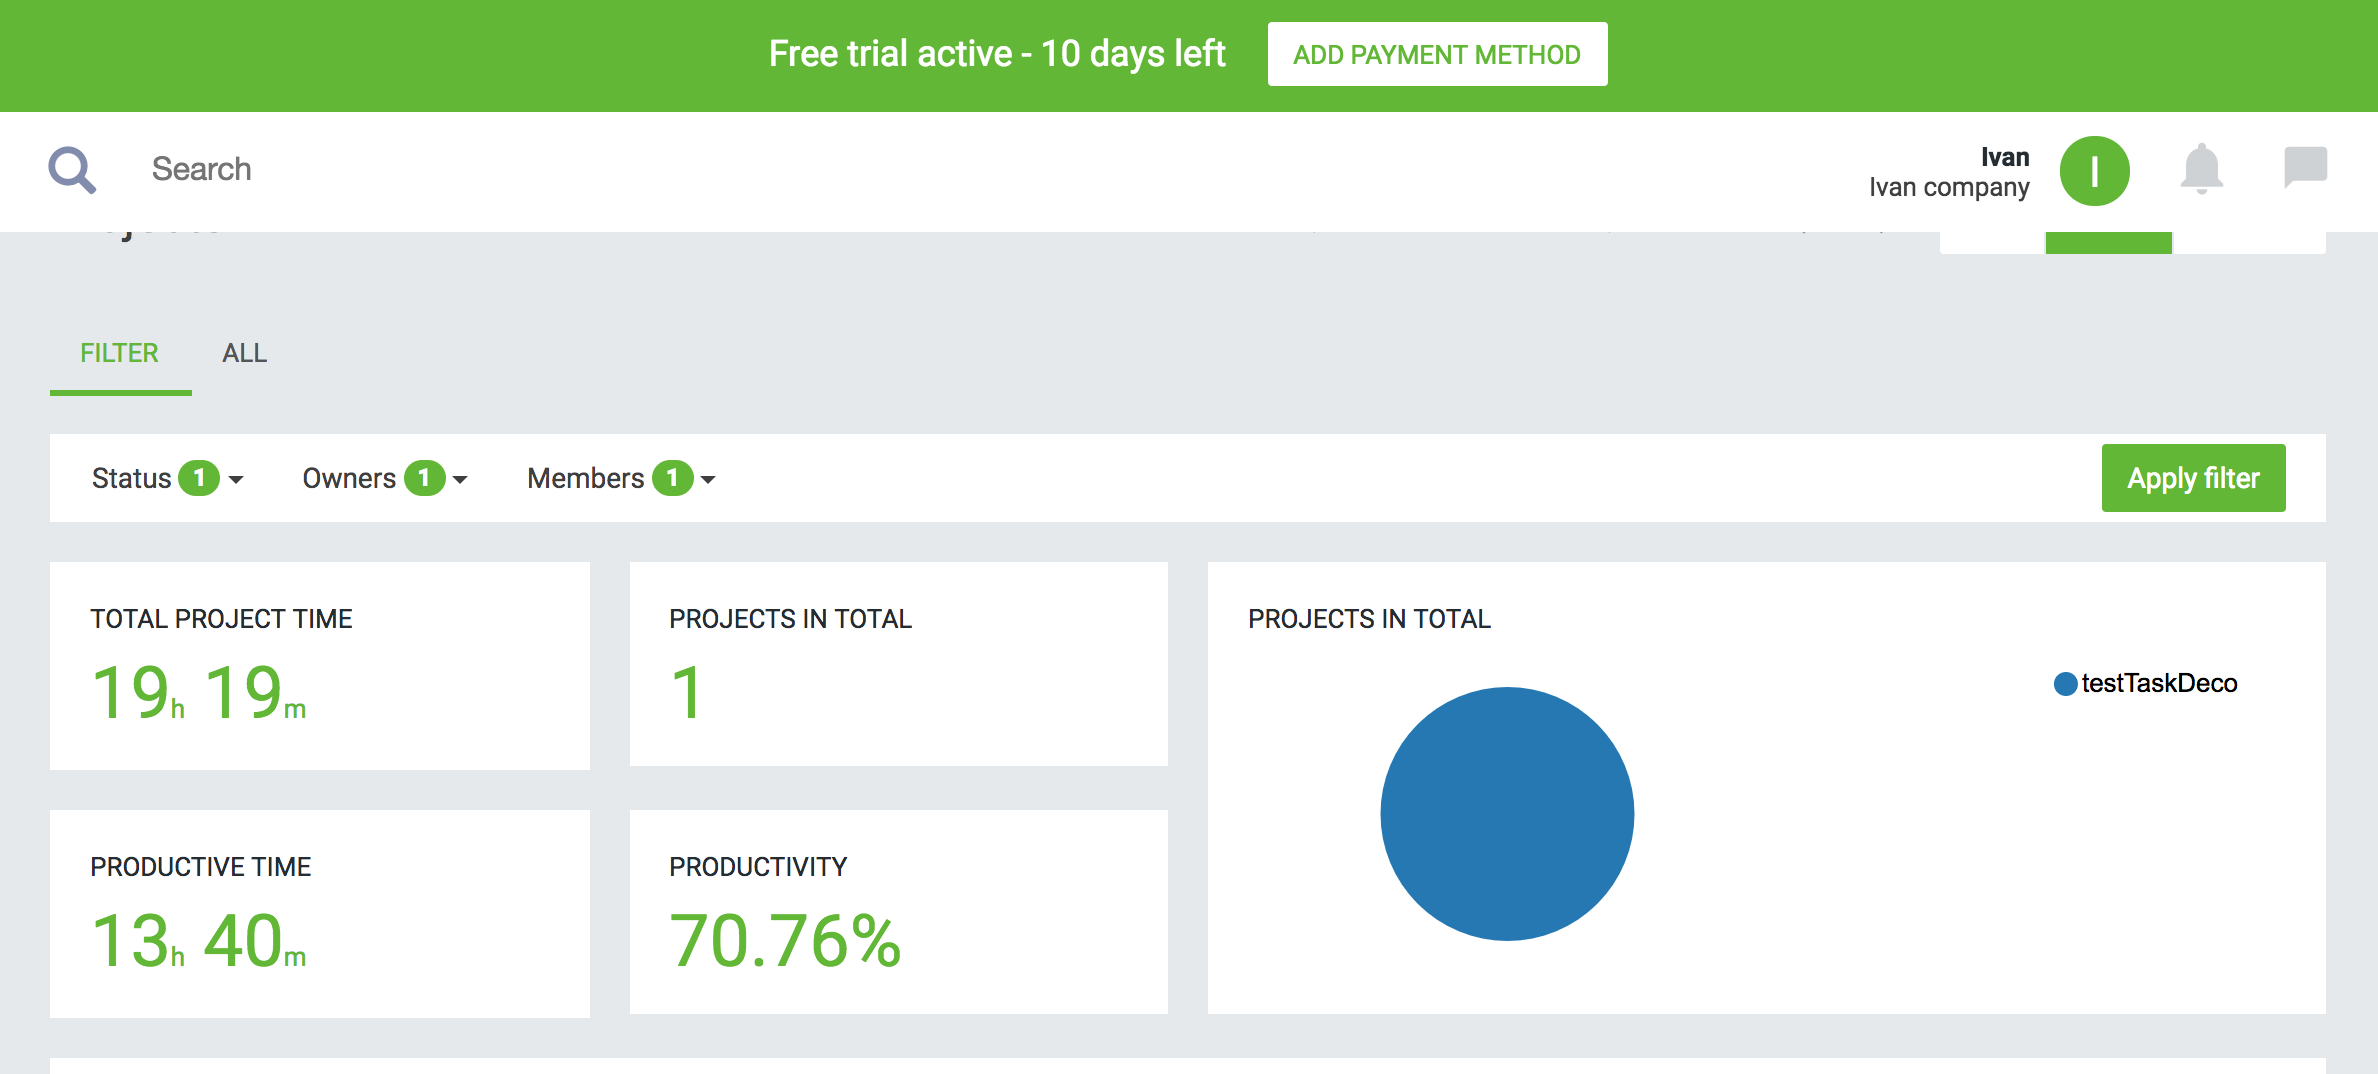 Free trial active - 10 days left ADD PAYMENT METHOD
Search
Ivan
Ivan company
I
FILTER ALL
Status 1 Owners 1 Members 1 Apply filter
TOTAL PROJECT TIME
19h 19m
PROJECTS IN TOTAL
1
PROJECTS IN TOTAL
testTaskDeco
PRODUCTIVE TIME
13h 40m
PRODUCTIVITY
70.76%